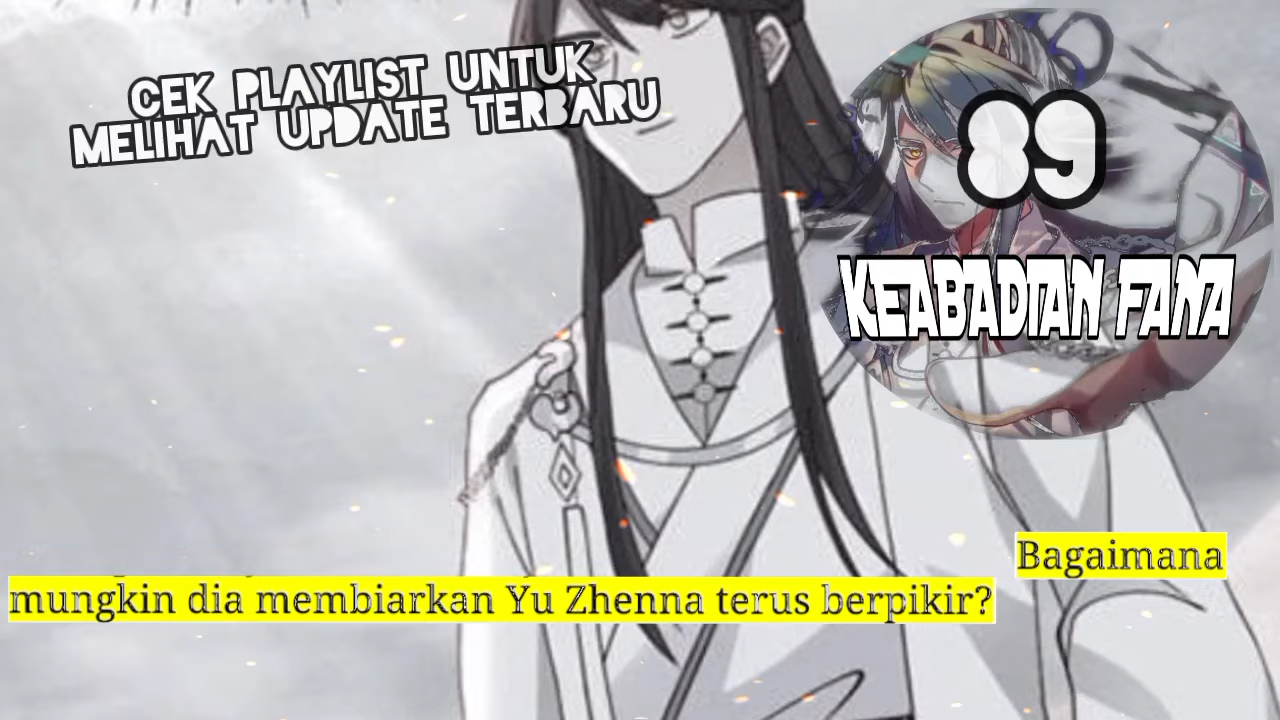 CEK PLAYLIST UNTUK
MELIHAT UPDATE TERBARU
89
KEABADIAN FANA
Bagaimana
mungkin dia membiarkan Yu Zhenna terus berpikir?